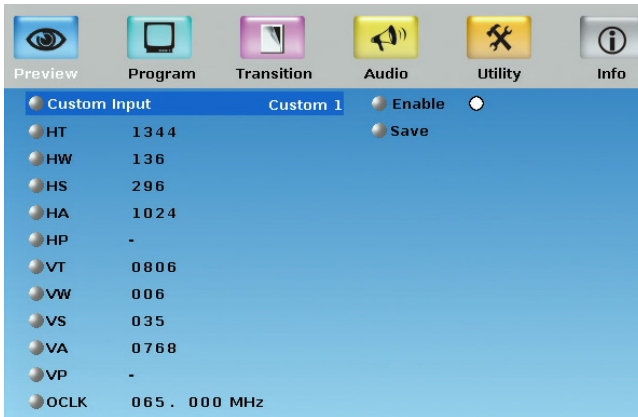 Preview Program Transition Audio Utility Info
Custom Input Custom 1 Enable
HT 1344 Save
HW 136
HS 296
HA 1024
HP -
VT 0806
VW 006
VS 035
VA 0768
VP -
OCLK 065. 000 MHz